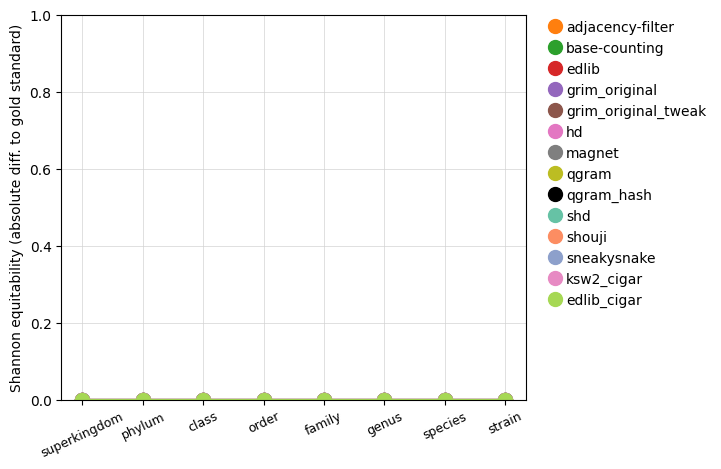 Shannon equitability (absolute diff. to gold standard)
1.0
0.8
0.6
0.4
0.2
0.0
superkingdom
phylum
class
order
family
genus
species
strain
adjacency-filter
base-counting
edlib
grim_original
grim_original_tweak
hd
magnet
qgram
qgram_hash
shd
shouji
sneakysnake
ksw2_cigar
edlib_cigar